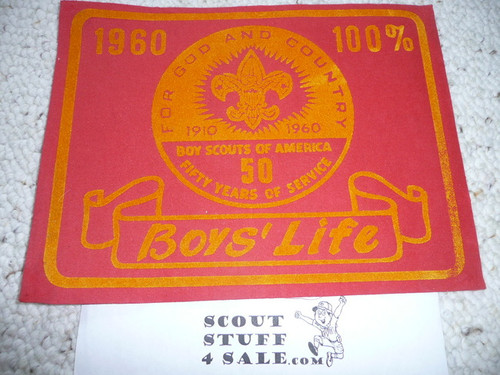 1960 100%
FOR GOD AND COUNTRY
1910 1960
BOY SCOUTS OF AMERICA
50
FIFTY YEARS OF SERVICE
Boys' Life
SCOUT
STUFF
4 SALE.COM